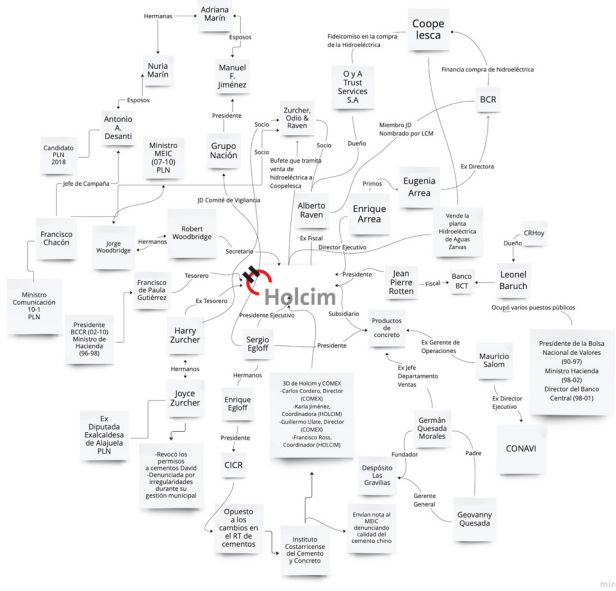 Adriana
Marín
Hermanas
Esposos
Nuria
Marín
Manuel
F.
Jiménez
Esposos
Presidente
Antonio
A.
Desanti
Candidato
PLN
2018
Ministro
MEIC
(07-10)
PLN
Grupo
Nación
Jefe de Campaña
Zurcher,
Odio &
Raven
Socio
Socio
Socio
Bufete que tramita
venta de
hidroeléctrica a
Coopelesca
Fideicomiso en la compra
de la Hidroeléctrica
Coope
lesca
O y A
Trust
Services
S.A
Financia compra de hidroeléctrica
BCR
Miembro JD
Nombrado por LCM
Dueño
Ex Directora
Primos
Eugenia
Arrea
Alberto
Raven
Enrique
Arrea
JD Comité de Vigilancia
Francisco
Chacón
Jorge
Woodbridge
Hermanos
Robert
Woodbridge
Secretario
Ex Fiscal
Director Ejecutivo
Vende la
planta
Hidroeléctrica
de Aguas
Zarvas
CRHoy
Dueño
Ministro
Comunicación
10-1
PLN
Francisco
de Paula
Gutiérrez
Tesorero
Ex Tesorero
Holcim
Presidente
Jean
Pierre
Rotten
Fiscal
Banco
BCT
Leonel
Baruch
Ocupó varios puestos públicos
Presidente
BCCR (02-10)
Ministro de
Hacienda
(96-98)
Harry
Zurcher
Presidente Ejecutivo
Sergio
Egloff
Subsidiario
Presidente
Productos
de
concreto
Ex Gerente de
Operaciones
Mauricio
Salom
Presidente de la Bolsa
Nacional de Valores
(90-97)
Ministro Hacienda
(98-02)
Director del Banco
Central (98-01)
Hermanos
Hermanos
Joyce
Zurcher
Enrique
Egloff
3D de Holcim y COMEX
-Carlos Cordero, Director
(COMEX)
-Karla Jiménez,
Coordinadora (HOLCIM)
-Guillermo Ulate, Director
(COMEX)
-Francisco Ross,
Coordinador (HOLCIM)
Ex Jefe
Departamento
Ventas
Ex Director
Ejecutivo
CONAVI
Ex
Diputada
Exalcaldesa
de Alajuela
PLN
-Revocó los
permisos
a cementos David
-Denunciada por
irregularidades
durante su
gestión municipal
Presidente
CICR
Germán
Quesada
Morales
Fundador
Padre
Despósito
Las
Gravilias
Gerente
General
Geovanny
Quesada
Opuesto
a los
cambios en
el RT de
cementos
Instituto
Costarricense
del Cemento
y Concreto
Envían nota al
MEIC
denunciando
calidad del
cemento chino
miro